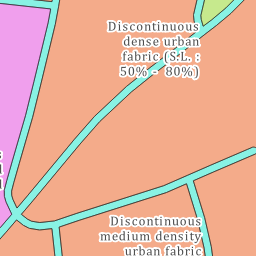 Discontinuous
dense urban
fabric (S.L. :
50% - 80%)
Discontinuous
medium density
urban fabric